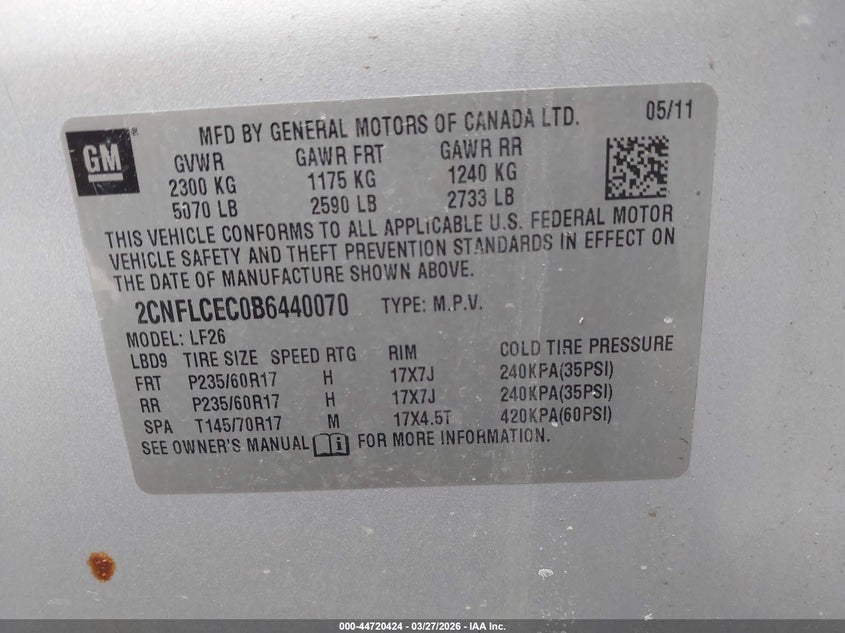 MFD BY GENERAL MOTORS OF CANADA LTD. 05/11
GM®
GVWR GAWR FRT GAWR RR
2300 KG 1175 KG 1240 KG
5070 LB 2590 LB 2733 LB
THIS VEHICLE CONFORMS TO ALL APPLICABLE U.S. FEDERAL MOTOR
VEHICLE SAFETY AND THEFT PREVENTION STANDARDS IN EFFECT ON
THE DATE OF MANUFACTURE SHOWN ABOVE.
2CNFLCEC0B6440070 TYPE: M.P.V.
MODEL: LF26
LBD9 TIRE SIZE SPEED RTG RIM COLD TIRE PRESSURE
FRT P235/60R17 H 17X7J 240KPA(35PSI)
RR P235/60R17 H 17X7J 240KPA(35PSI)
SPA T145/70R17 M 17X4.5T 420KPA(60PSI)
SEE OWNER'S MANUAL FOR MORE INFORMATION.
000-44720424 - 03/27/2026 - IAA Inc.